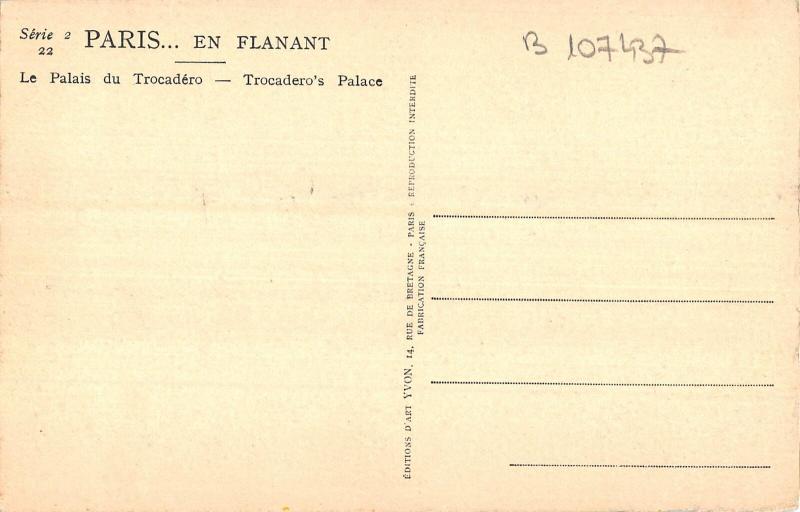 Série 2
22
PARIS... EN FLANANT
Le Palais du Trocadéro — Trocadero's Palace
B 107437
ÉDITIONS D'ART YVON, 14, RUE DE BRETAGNE - PARIS - REPRODUCTION INTERDITE
FABRICATION FRANÇAISE